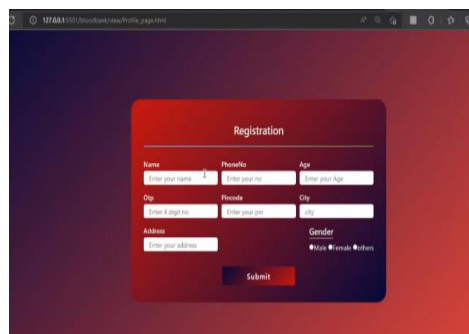 127.0.0.1:5501/bloodbank/view/Profile_page.html
Registration
Name PhoneNo Age
Enter your name Enter your no Enter your Age
Otp Pincode City
Enter 4 digit no Enter your pin city
Address Gender
Enter your address Male Female others
Submit